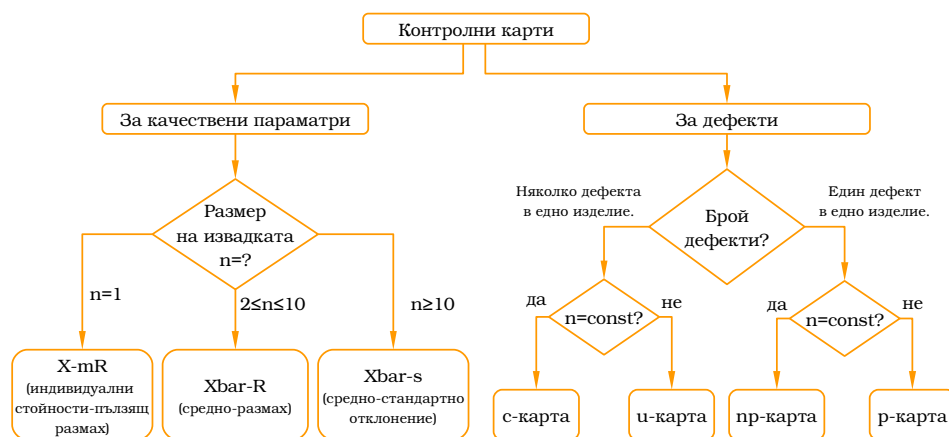 Контролни карти
За качествени параматри
За дефекти
Размер
на извадката
n=?
Няколко дефекта
в едно изделие.
Брой
дефекти?
Един дефект
в едно изделие.
n=1
2≤n≤10
n≥10
да
n=const?
не
да
n=const?
не
X-mR
(индивидуални
стойности-пълзящ
размах)
Xbar-R
(средно-размах)
Xbar-s
(средно-стандартно
отклонение)
c-карта
u-карта
np-карта
p-карта